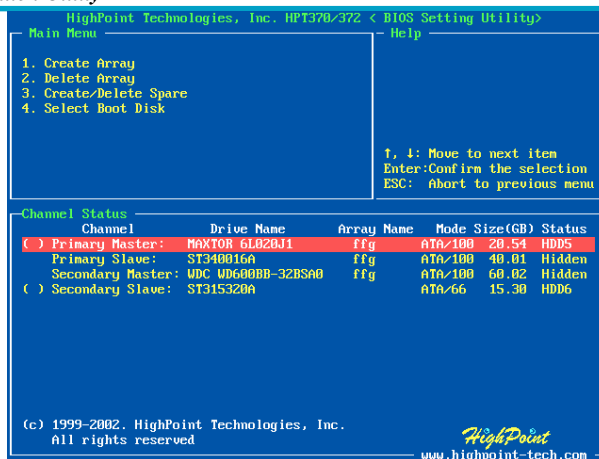 HighPoint Technologies, Inc. HPT370/372 < BIOS Setting Utility>
Main Menu
1. Create Array
2. Delete Array
3. Create/Delete Spare
4. Select Boot Disk
Help
↑, ↓: Move to next item
Enter:Confirm the selection
ESC: Abort to previous menu
Channel Status
Channel Drive Name Array Name Mode Size(GB) Status
( ) Primary Master: MAXTOR 6L020J1 ffg ATA/100 20.54 HDD5
Primary Slave: ST340016A ffg ATA/100 40.01 Hidden
Secondary Master: WDC WD600BB-32BSA0 ffg ATA/100 60.02 Hidden
( ) Secondary Slave: ST315320A ATA/66 15.30 HDD6
(c) 1999-2002. HighPoint Technologies, Inc.
All rights reserved
HighPoint
www.highpoint-tech.com